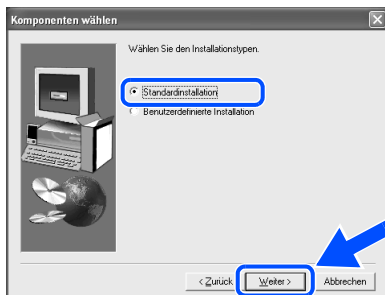 Komponenten wählen
Wählen Sie den Installationstypen.
Standardinstallation
Benutzerdefinierte Installation
< Zurück
Weiter >
Abbrechen